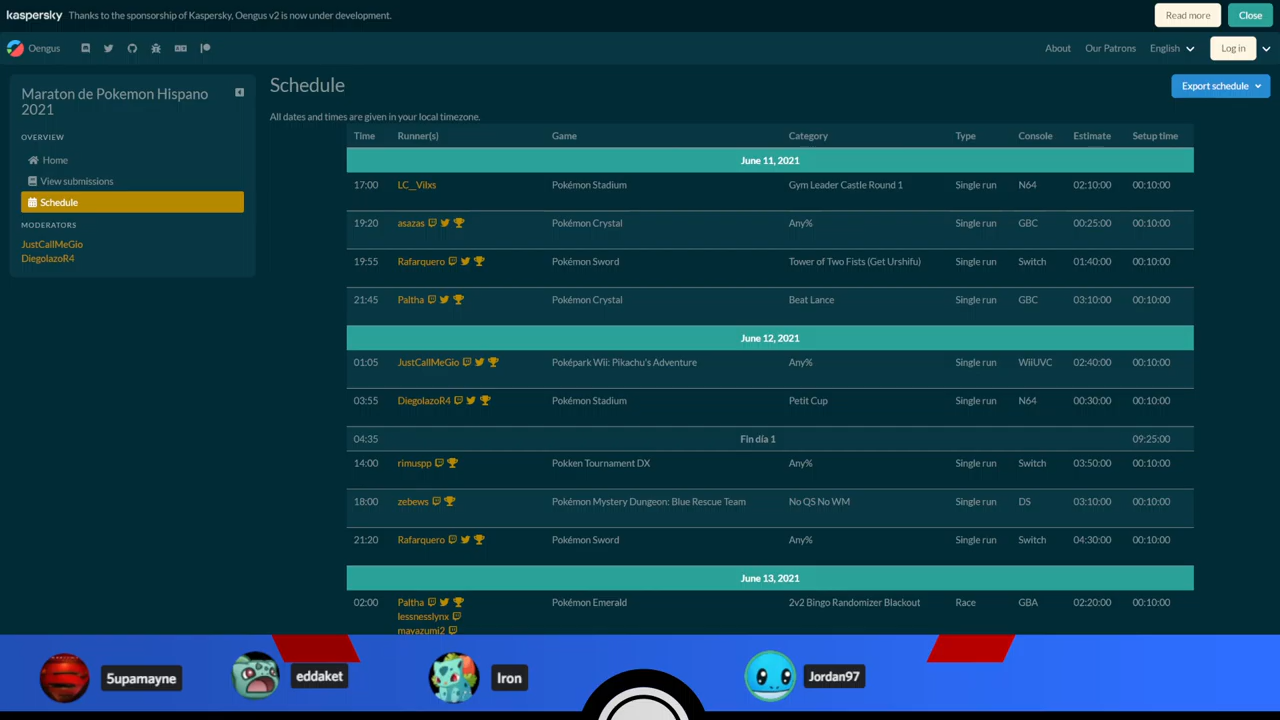 kaspersky Thanks to the sponsorship of Kaspersky, Oengus v2 is now under development. Read more Close
Oengus About Our Patrons English Log in
Maraton de Pokemon Hispano
2021
OVERVIEW
Home
View submissions
Schedule
MODERATORS
JustCallMeGio
DiegolazoR4
Schedule Export schedule
All dates and times are given in your local timezone.
Time Runner(s) Game Category Type Console Estimate Setup time
June 11, 2021
17:00 LC__Vilxs Pokémon Stadium Gym Leader Castle Round 1 Single run N64 02:10:00 00:10:00
19:20 asazas Pokémon Crystal Any% Single run GBC 00:25:00 00:10:00
19:55 Rafarquero Pokémon Sword Tower of Two Fists (Get Urshifu) Single run Switch 01:40:00 00:10:00
21:45 Paltha Pokémon Crystal Beat Lance Single run GBC 03:10:00 00:10:00
June 12, 2021
01:05 JustCallMeGio Poképark Wii: Pikachu's Adventure Any% Single run WiiUVC 02:40:00 00:10:00
03:55 DiegolazoR4 Pokémon Stadium Petit Cup Single run N64 00:30:00 00:10:00
04:35 Fin día 1 09:25:00
14:00 rimuspp Pokken Tournament DX Any% Single run Switch 03:50:00 00:10:00
18:00 zebews Pokémon Mystery Dungeon: Blue Rescue Team No QS No WM Single run DS 03:10:00 00:10:00
21:20 Rafarquero Pokémon Sword Any% Single run Switch 04:30:00 00:10:00
June 13, 2021
02:00 Paltha Pokémon Emerald 2v2 Bingo Randomizer Blackout Race GBA 02:20:00 00:10:00
lessnesslynx
mayazumi2
5upamayne eddaket Iron Jordan97